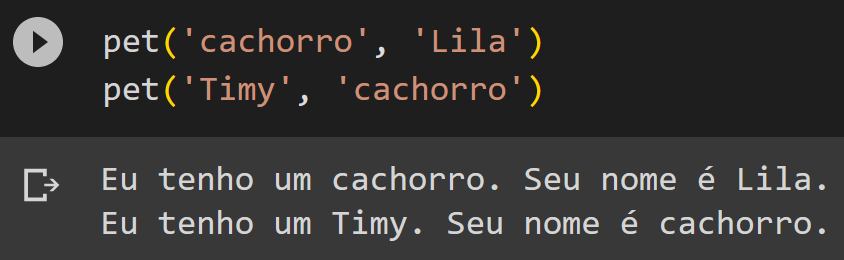 pet('cachorro', 'Lila')
pet('Timy', 'cachorro')
Eu tenho um cachorro. Seu nome é Lila.
Eu tenho um Timy. Seu nome é cachorro.